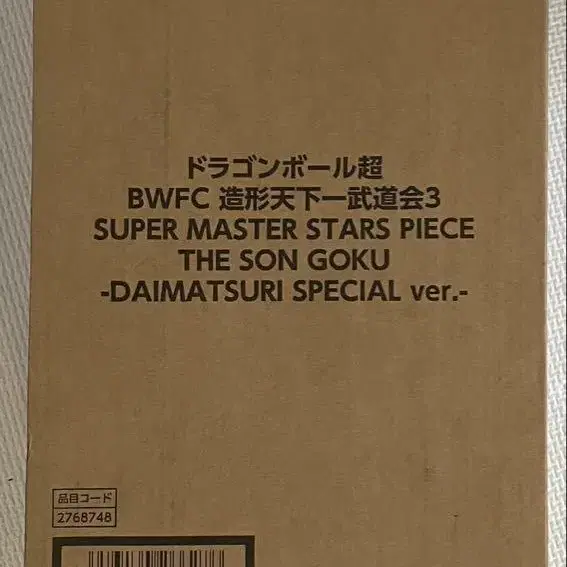 ドラゴンボール超
BWFC 造形天下一武道会3
SUPER MASTER STARS PIECE
THE SON GOKU
-DAIMATSURI SPECIAL ver.-
品目コード
2768748